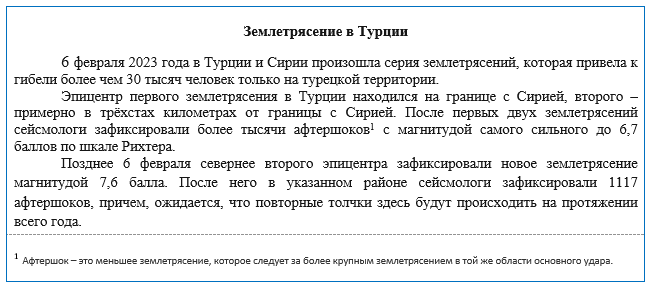 Землетрясение в Турции
6 февраля 2023 года в Турции и Сирии произошла серия землетрясений, которая привела к
гибели более чем 30 тысяч человек только на турецкой территории.
Эпицентр первого землетрясения в Турции находился на границе с Сирией, второго –
примерно в трёхстах километрах от границы с Сирией. После первых двух землетрясений
сейсмологи зафиксировали более тысячи афтершоков¹ с магнитудой самого сильного до 6,7
баллов по шкале Рихтера.
Позднее 6 февраля севернее второго эпицентра зафиксировали новое землетрясение
магнитудой 7,6 балла. После него в указанном районе сейсмологи зафиксировали 1117
афтершоков, причем, ожидается, что повторные толчки здесь будут происходить на протяжении
всего года.
¹ Афтершок – это меньшее землетрясение, которое следует за более крупным землетрясением в той же области основного удара.